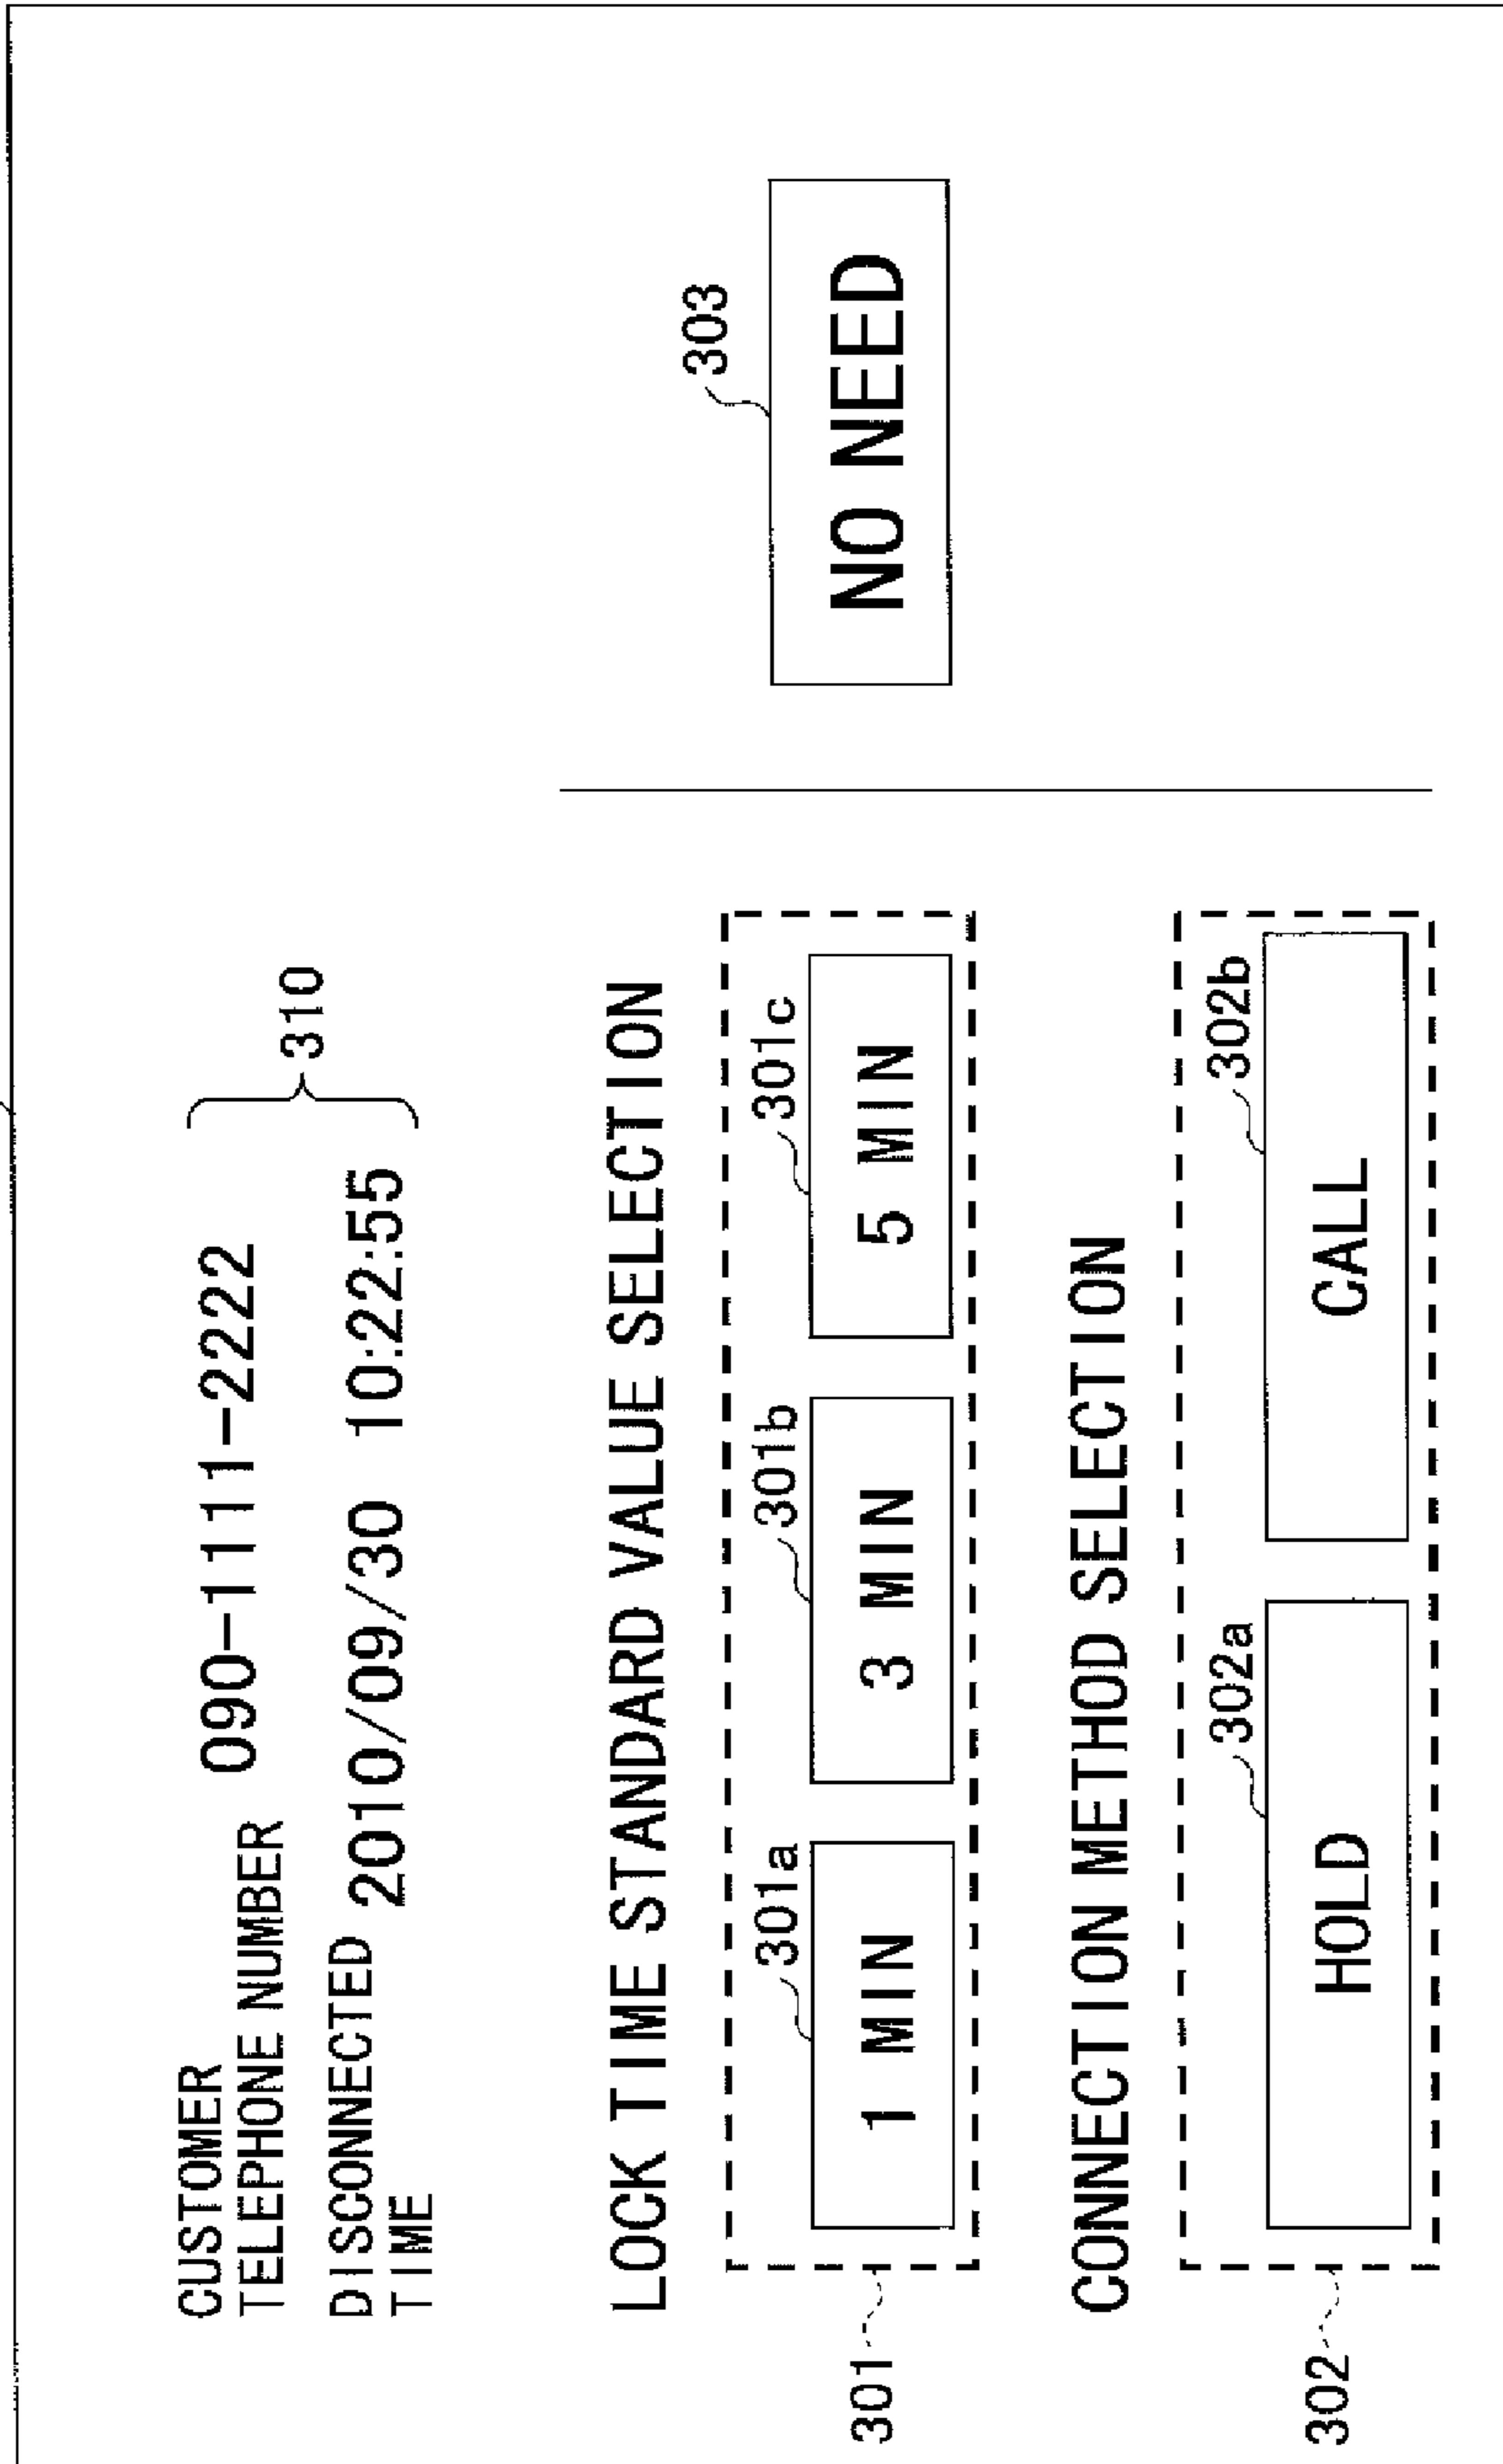 CUSTOMER
TELEPHONE NUMBER 090-1111-2222
310
DISCONNECTED
TIME 2010/09/30 10:22:55
LOCK TIME STANDARD VALUE SELECTION
301
301a
301b
301c
1 MIN
3 MIN
5 MIN
303
NO NEED
CONNECTION METHOD SELECTION
302
302a
302b
HOLD
CALL